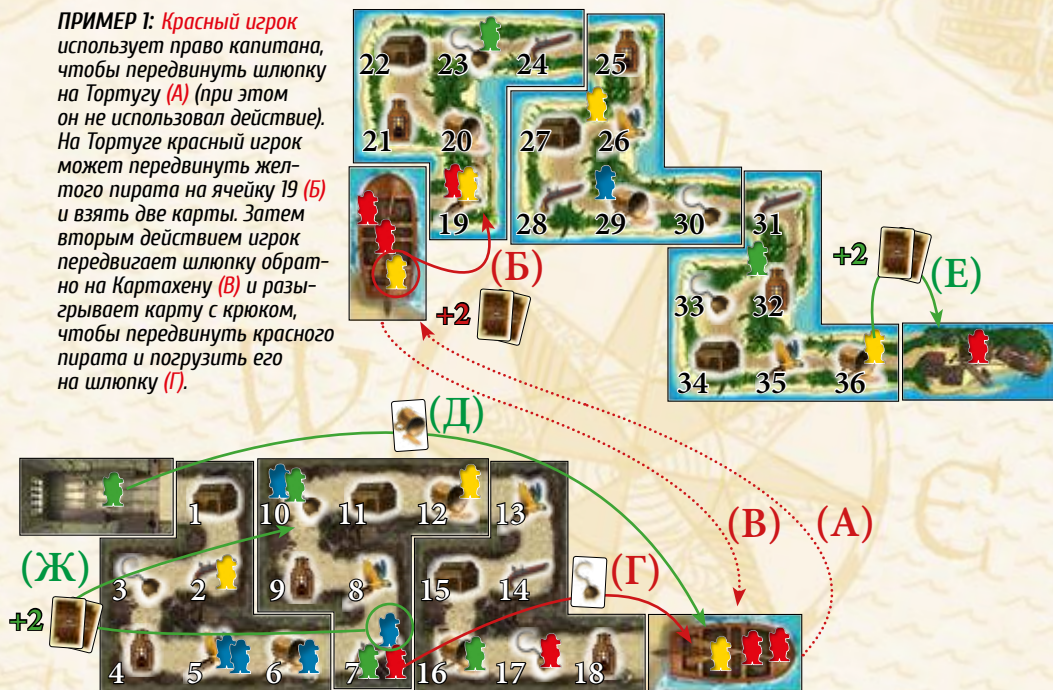 ПРИМЕР 1: Красный игрок
использует право капитана,
чтобы передвинуть шлюпку
на Тортугу (А) (при этом
он не использовал действие).
На Тортуге красный игрок
может передвинуть жел-
того пирата на ячейку 19 (Б)
и взять две карты. Затем
вторым действием игрок
передвигает шлюпку обрат-
но на Картахену (В) и разы-
грывает карту с крюком,
чтобы передвинуть красного
пирата и погрузить его
на шлюпку (Г).
22 23 24 25
21 20 27 26
19 28 29 30 31
(Б)
+2
33 32
+2 (Е)
34 35 36
(Д)
1 10 11 12 13
(В) (А)
(Ж)
3 2 9 8 15 14
(Г)
+2
4 5 6 7 16 17 18
W
E